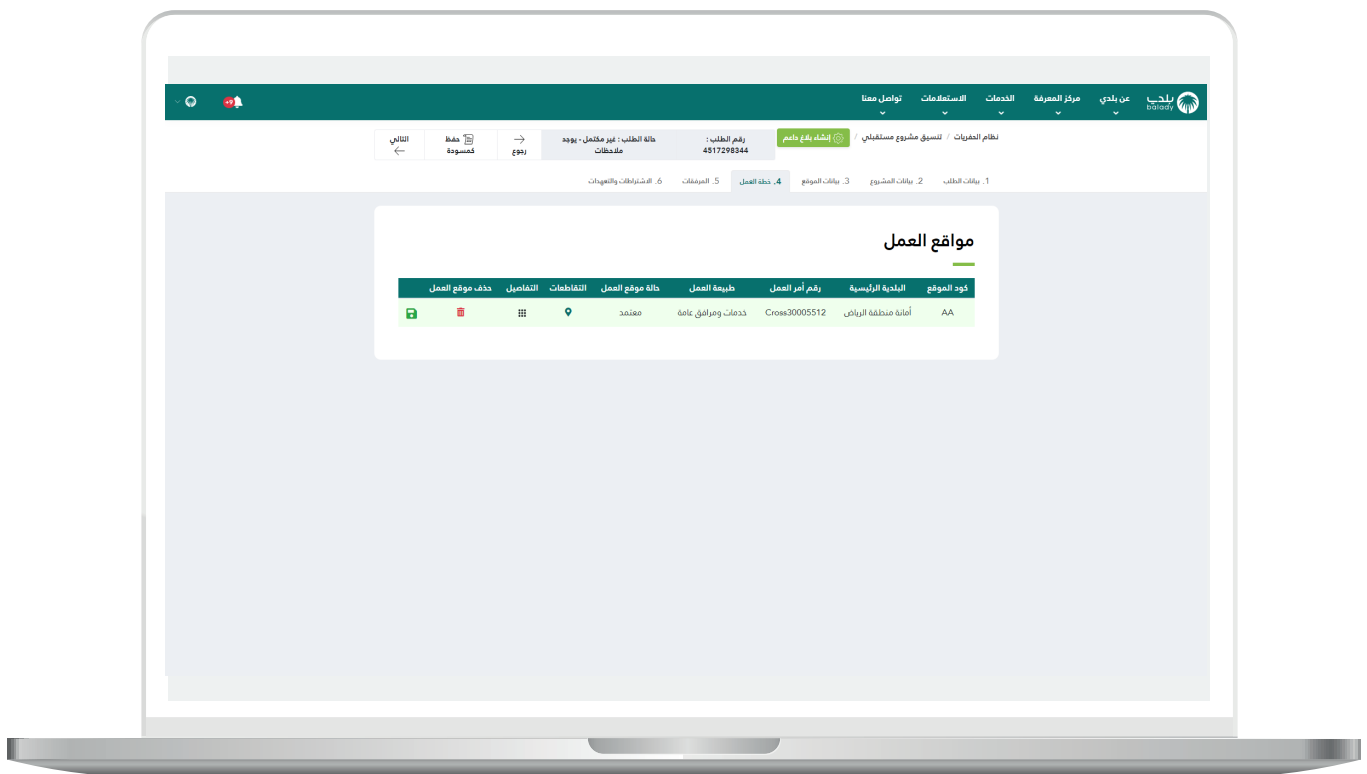 بلدي
balady
عن بلدي
مركز المعرفة
الخدمات
الاستعلامات
تواصل معنا
+9
نظام الحفريات / تنسيق مشروع مستقبلي /
إنشاء بلاغ داعم
رقم الطلب :
4517298344
حالة الطلب : غير مكتمل - يوجد
ملاحظات
رجوع
حفظ
كمسودة
التالي
1. بيانات الطلب
2. بيانات المشروع
3. بيانات الموقع
4. خطة العمل
5. المرفقات
6. الاشتراطات والتعهدات
مواقع العمل
كود الموقع البلدية الرئيسية رقم أمر العمل طبيعة العمل حالة موقع العمل التقاطعات التفاصيل حذف موقع العمل
AA أمانة منطقة الرياض Cross30005512 خدمات ومرافق عامة معتمد